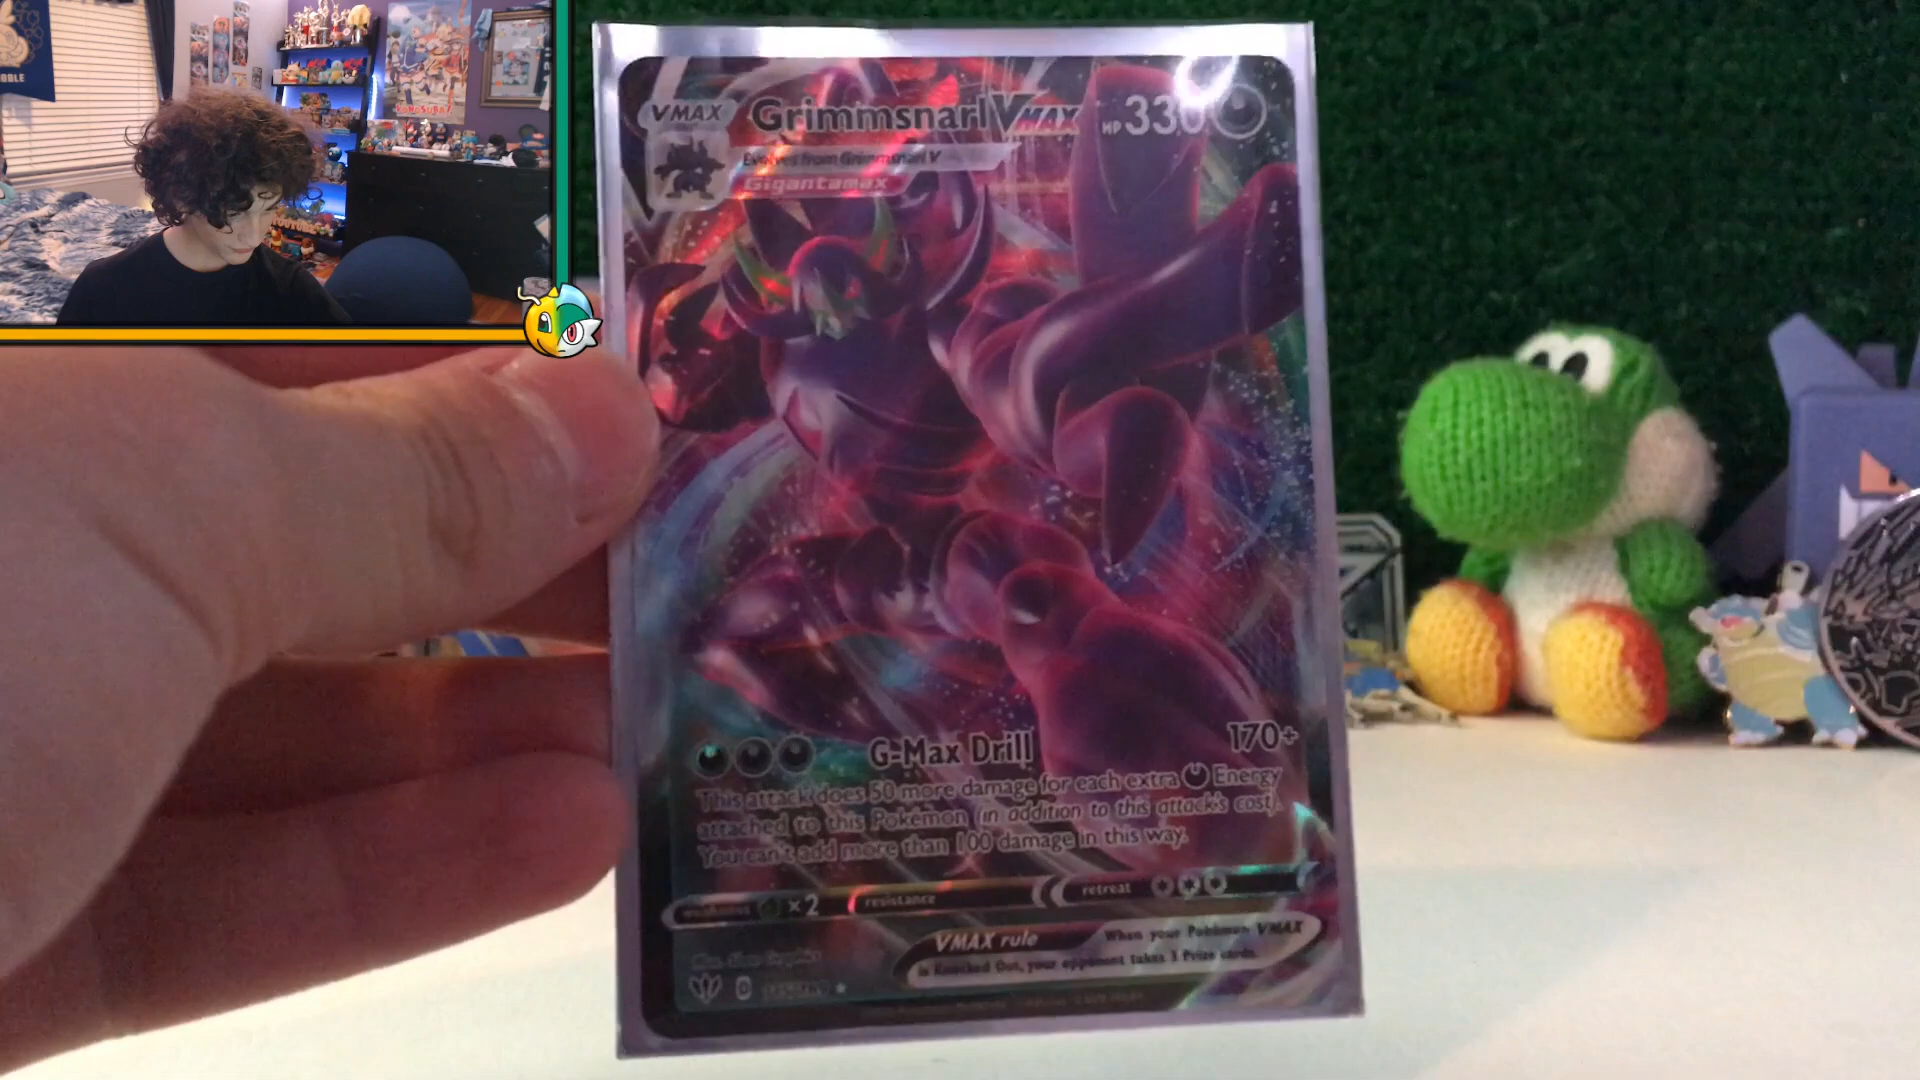 BBLE
KONOSUBA
VMAX Grimmsnarl VMAX HP 330
Evolves from Grimmsnarl V
Gigantamax
G-Max Drill 170+
This attack does 50 more damage for each extra Energy
attached to this Pokémon (in addition to this attack's cost).
You can't add more than 100 damage in this way.
weakness ×2 resistance retreat
VMAX rule When your Pokémon VMAX
is Knocked Out, your opponent takes 3 Prize cards.
D